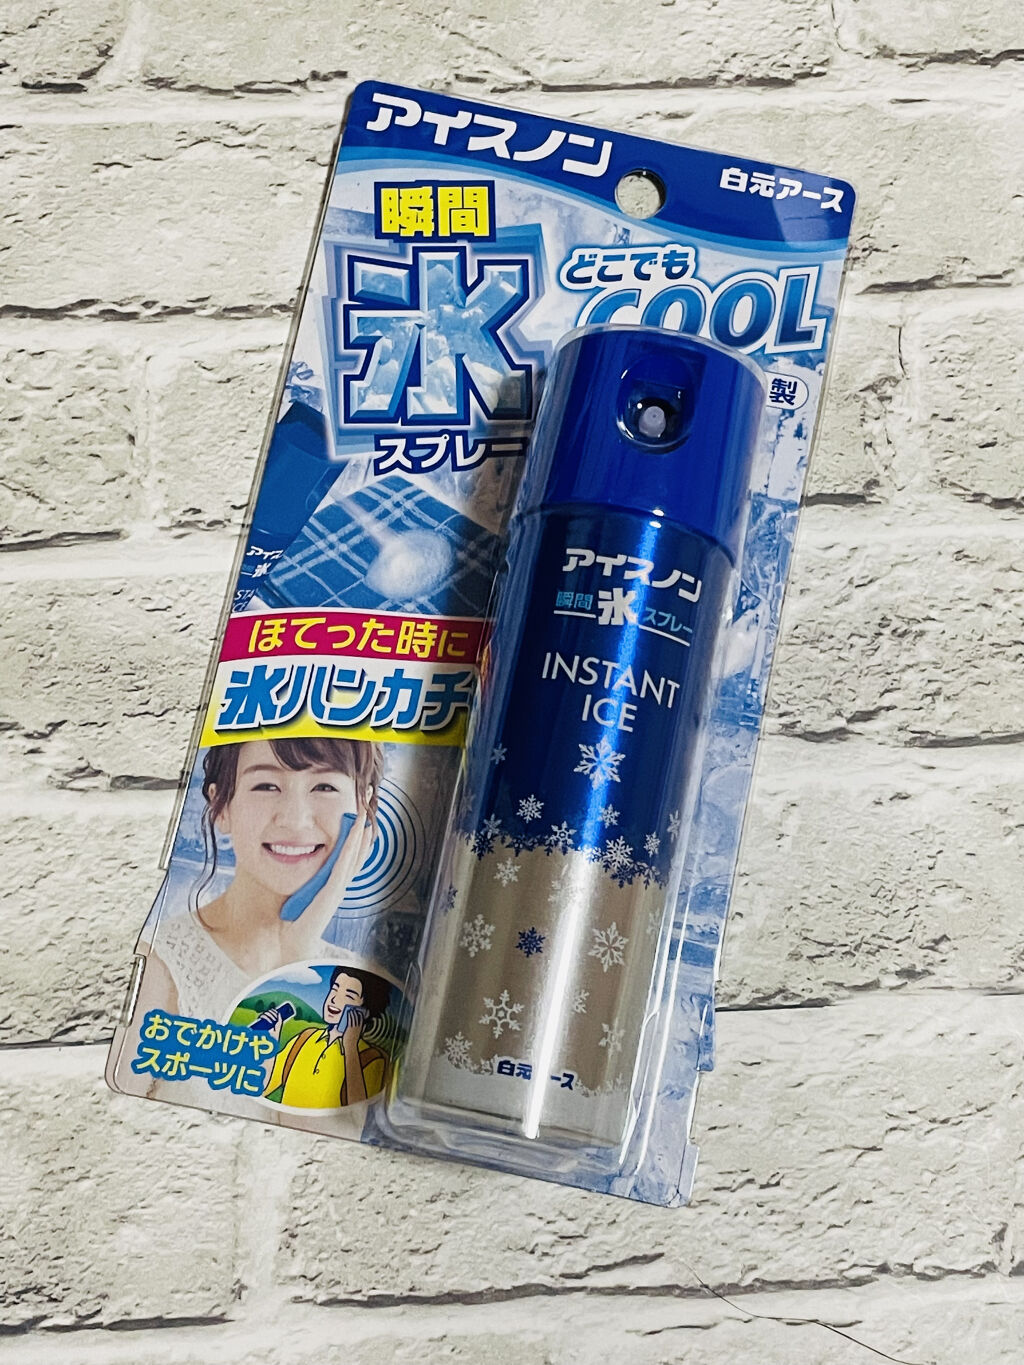 アイスノン
白元アース
瞬間
氷
スプレー
どこでも
COOL
製
ほてった時に
氷ハンカチ
おでかけや
スポーツに
アイスノン
瞬間氷スプレー
INSTANT
ICE
白元アース